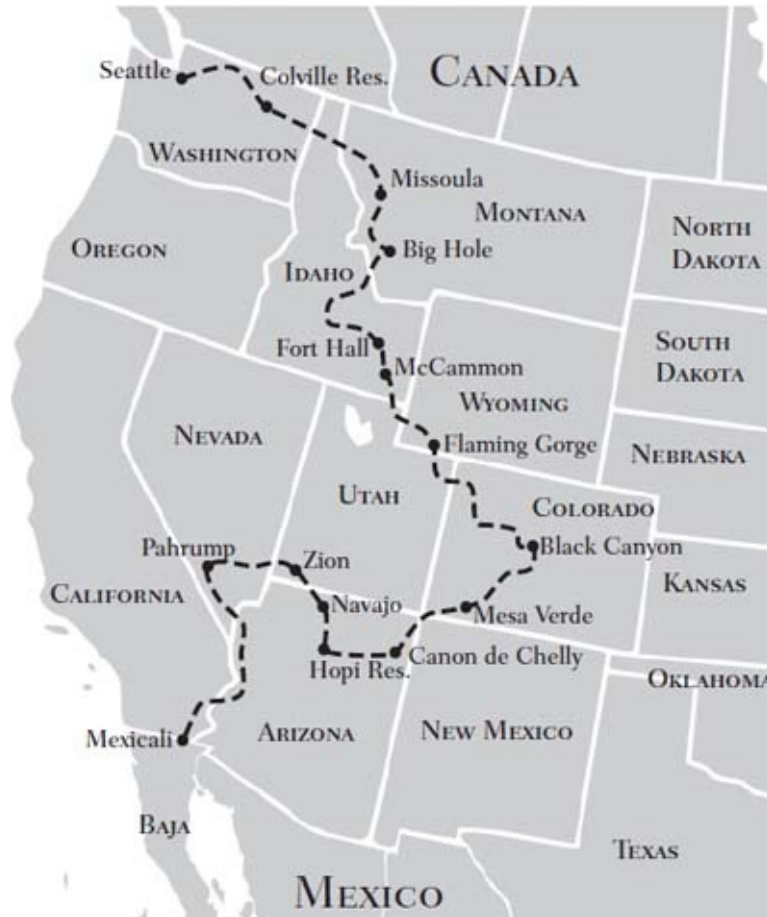 Seattle
Colville Res.
CANADA
WASHINGTON
Missoula
MONTANA
NORTH
DAKOTA
OREGON
Big Hole
IDAHO
Fort Hall
McCammon
SOUTH
DAKOTA
WYOMING
NEVADA
Flaming Gorge
NEBRASKA
UTAH
COLORADO
Pahrump
Zion
Black Canyon
KANSAS
CALIFORNIA
Navajo
Mesa Verde
Hopi Res.
Canon de Chelly
OKLAHOMA
Mexicali
ARIZONA
NEW MEXICO
BAJA
TEXAS
MEXICO